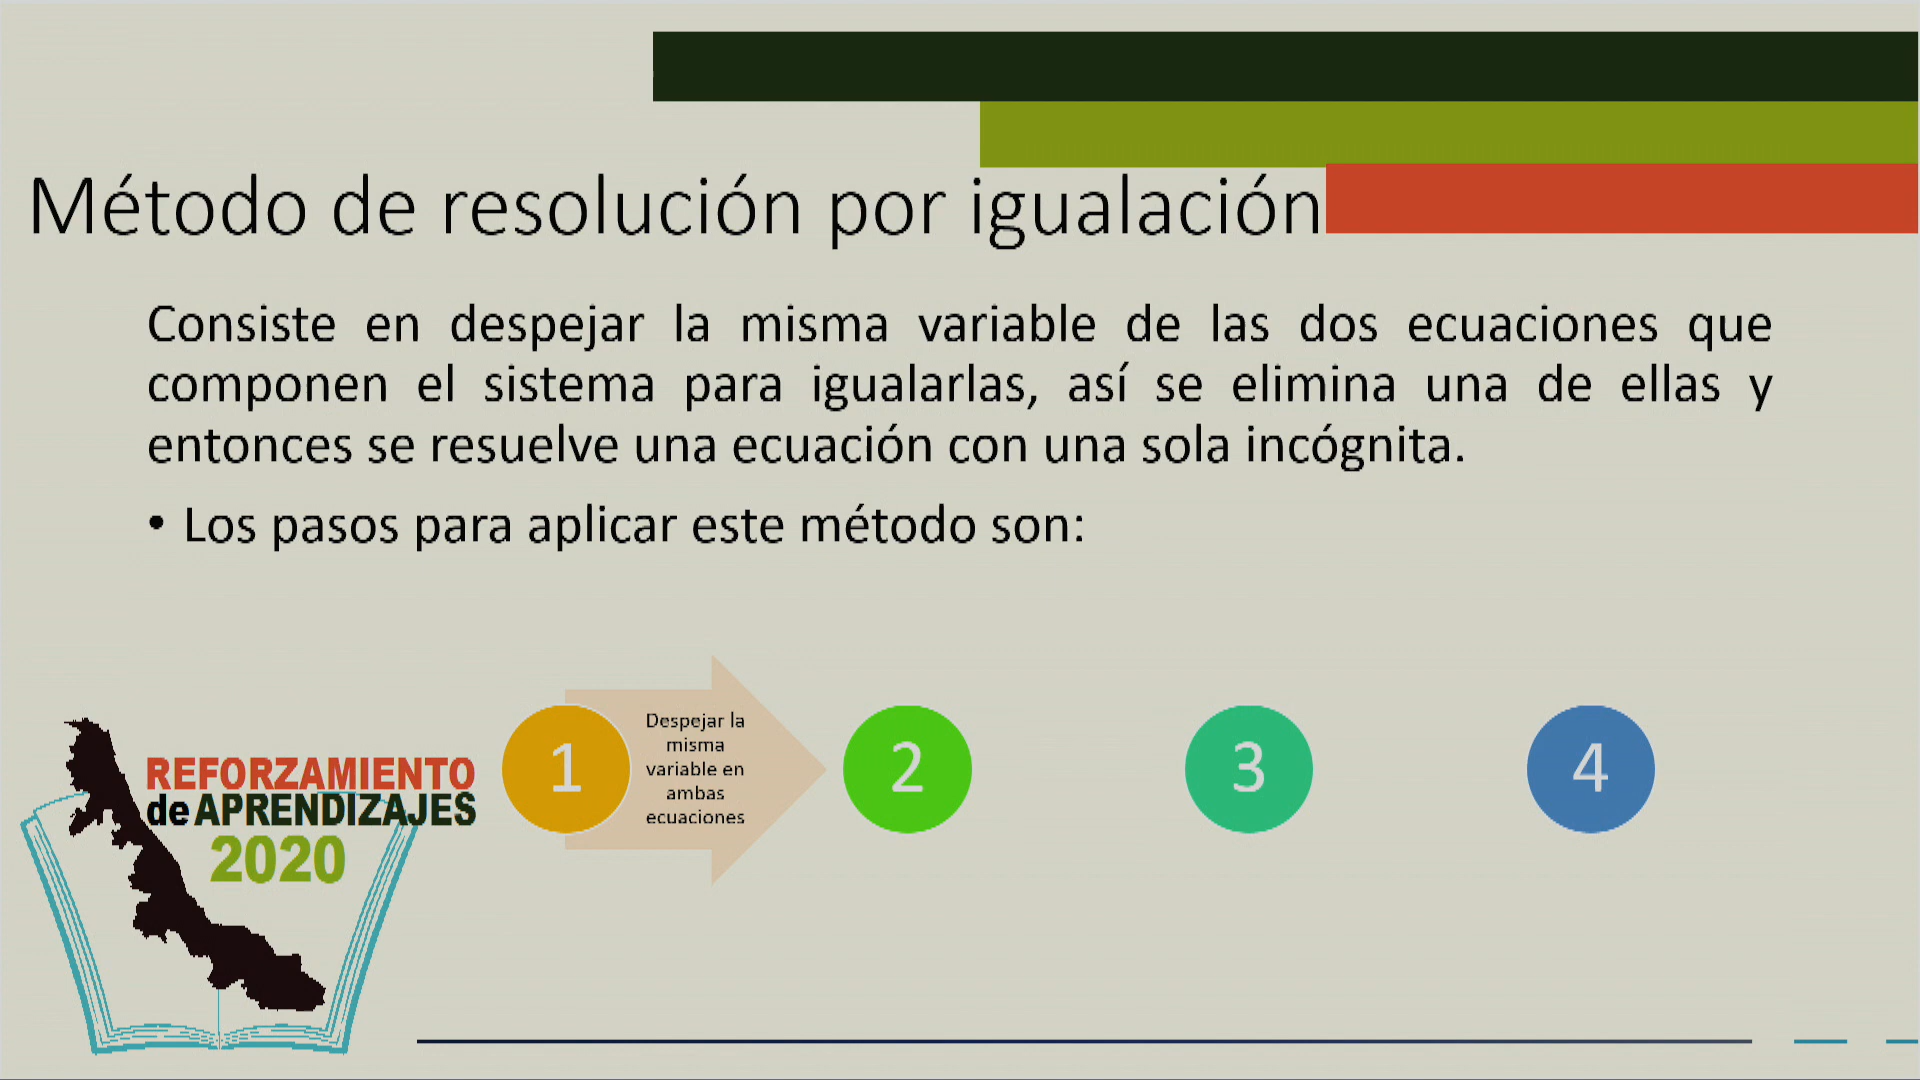 Método de resolución por igualación
Consiste en despejar la misma variable de las dos ecuaciones que
componen el sistema para igualarlas, así se elimina una de ellas y
entonces se resuelve una ecuación con una sola incógnita.
• Los pasos para aplicar este método son:
1
Despejar la
misma
variable en
ambas
ecuaciones
2
3
4
REFORZAMIENTO
de APRENDIZAJES
2020